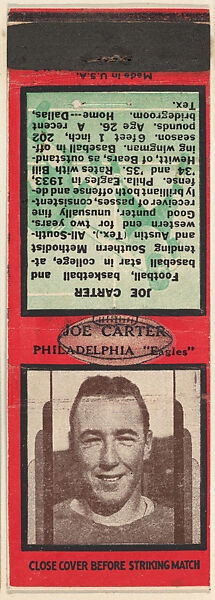 Made in U.S.A.
JOE CARTER
Football, basketball and
baseball star in college, at-
tending Southern Methodist
and Austin (Tex.). All-South-
western end for two years.
Good punter, unusually fine
receiver of passes, consistent-
ly brilliant both offense and de-
fense. Phila. Eagles in 1933,
'34 and '35. Rates with Bill
Hewitt, of Bears, as outstand-
ing wingman. Baseball in off-
season. 6 feet 1 inch, 202
pounds. Age 26. A recent
bridegroom. Home---Dallas,
Tex.
JOE CARTER
PHILADELPHIA "Eagles"
CLOSE COVER BEFORE STRIKING MATCH